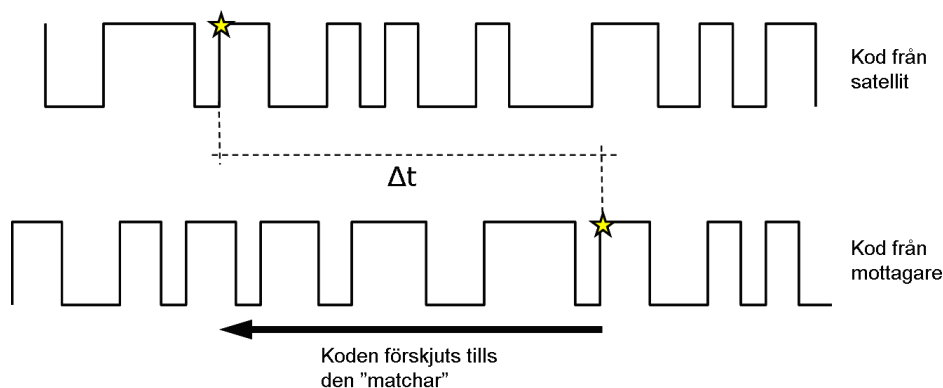 Kod från
satellit
Δt
Kod från
mottagare
Koden förskjuts tills
den ”matchar”